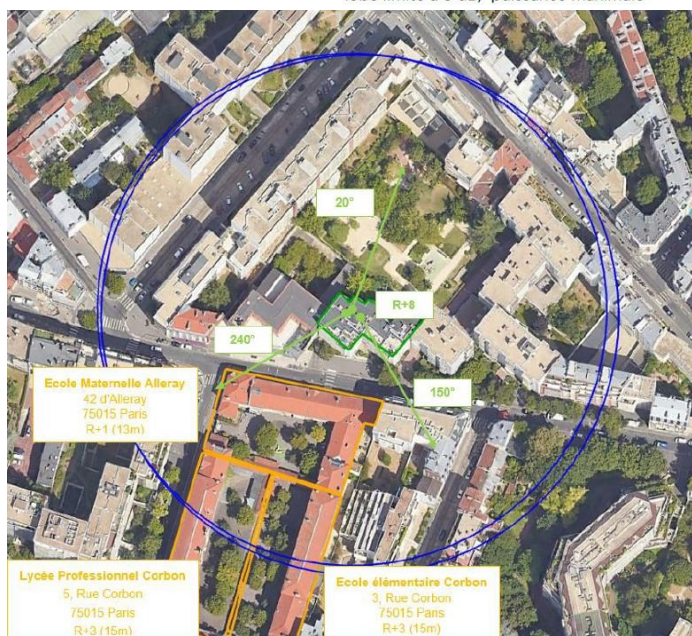 20°
R+8
240°
150°
Ecole Maternelle Alleray
42 d'Alleray
75015 Paris
R+1 (13m)
Lycée Professionnel Corbon
5, Rue Corbon
75015 Paris
R+3 (15m)
Ecole élémentaire Corbon
3, Rue Corbon
75015 Paris
R+3 (15m)